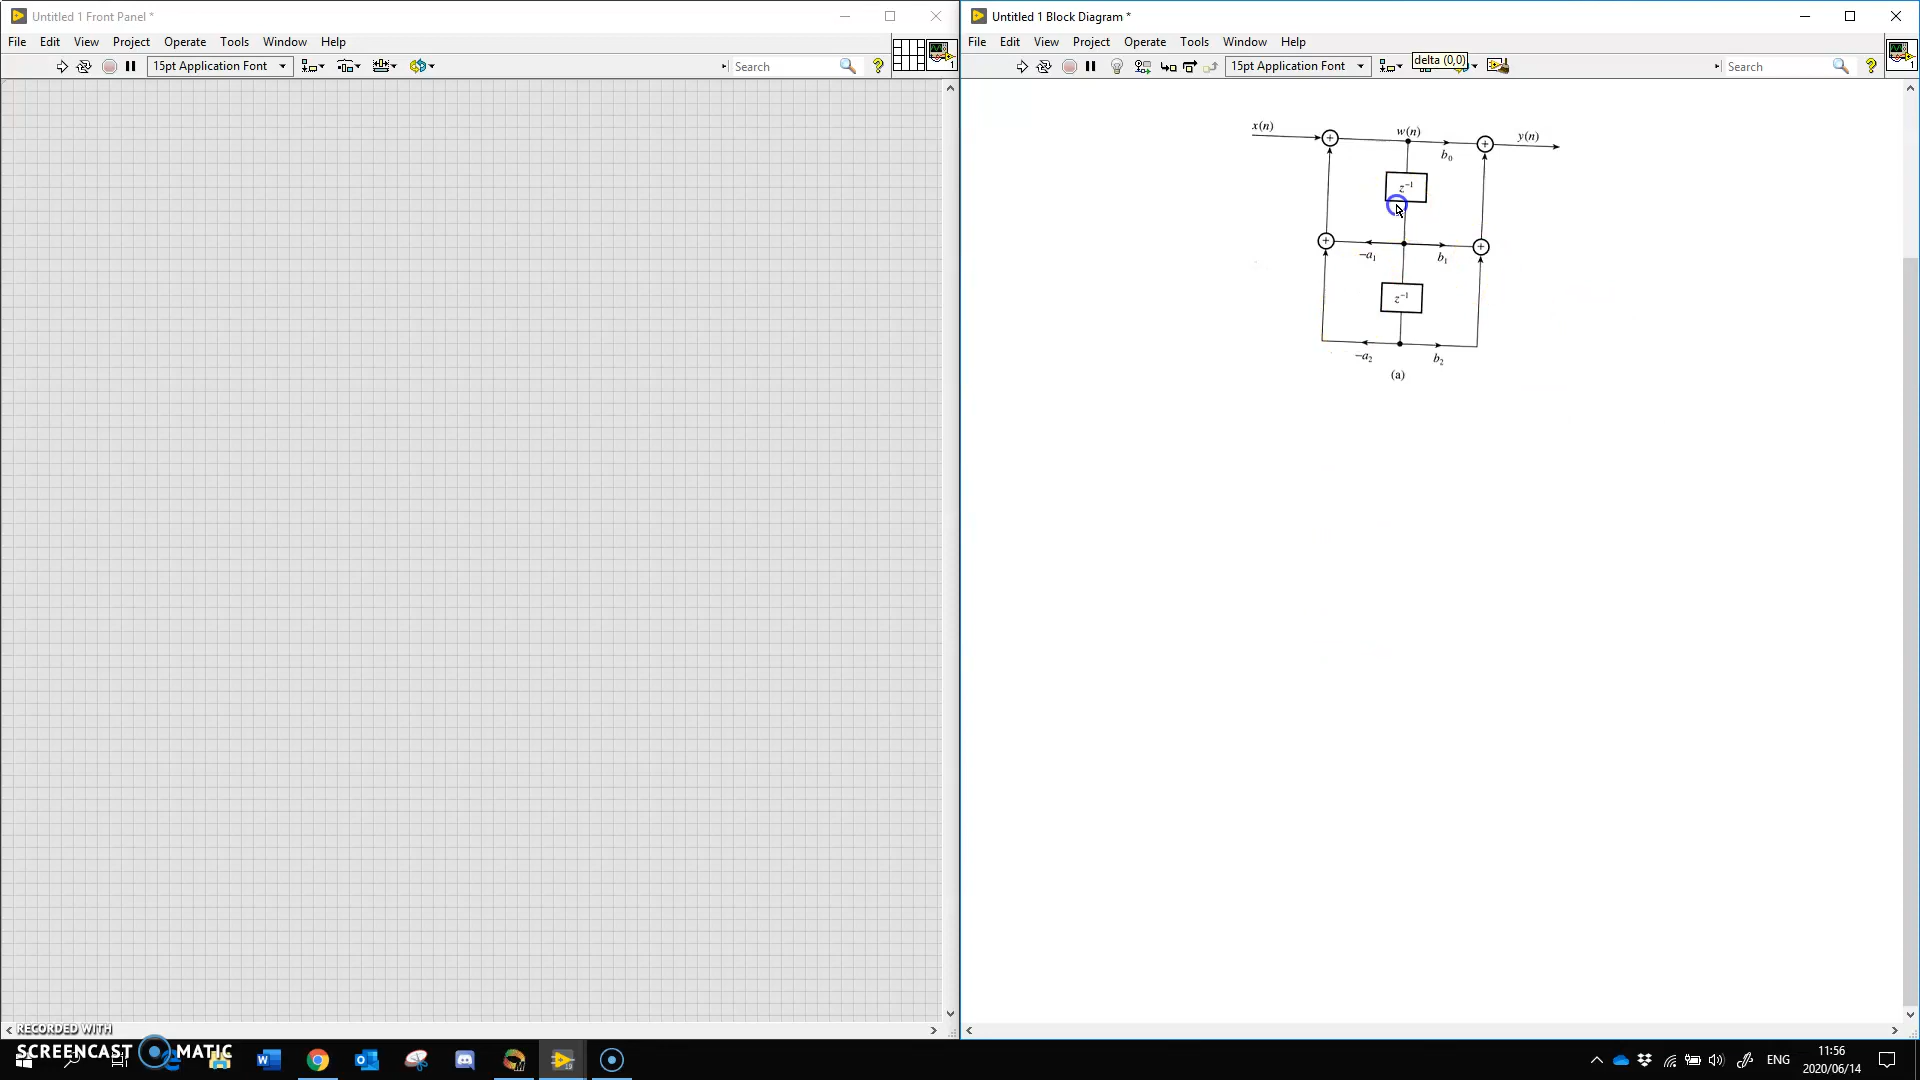 Untitled 1 Front Panel *
File Edit View Project Operate Tools Window Help
15pt Application Font
Search
?
1
Untitled 1 Block Diagram *
File Edit View Project Operate Tools Window Help
15pt Application Font
delta (0,0)
Search
?
1
x(n)
+
w(n)
b₀
+
y(n)
z⁻¹
+
−a₁
b₁
+
z⁻¹
−a₂
b₂
(a)
RECORDED WITH
SCREENCAST MATIC
ENG
11:56
2020/06/14